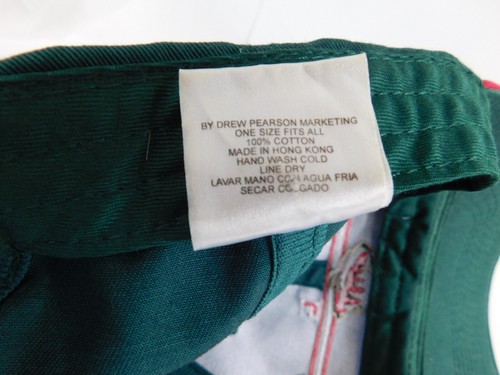 BY DREW PEARSON MARKETING
ONE SIZE FITS ALL
100% COTTON
MADE IN HONG KONG
HAND WASH COLD
LINE DRY
LAVAR MANO CON AGUA FRIA
SECAR COLGADO